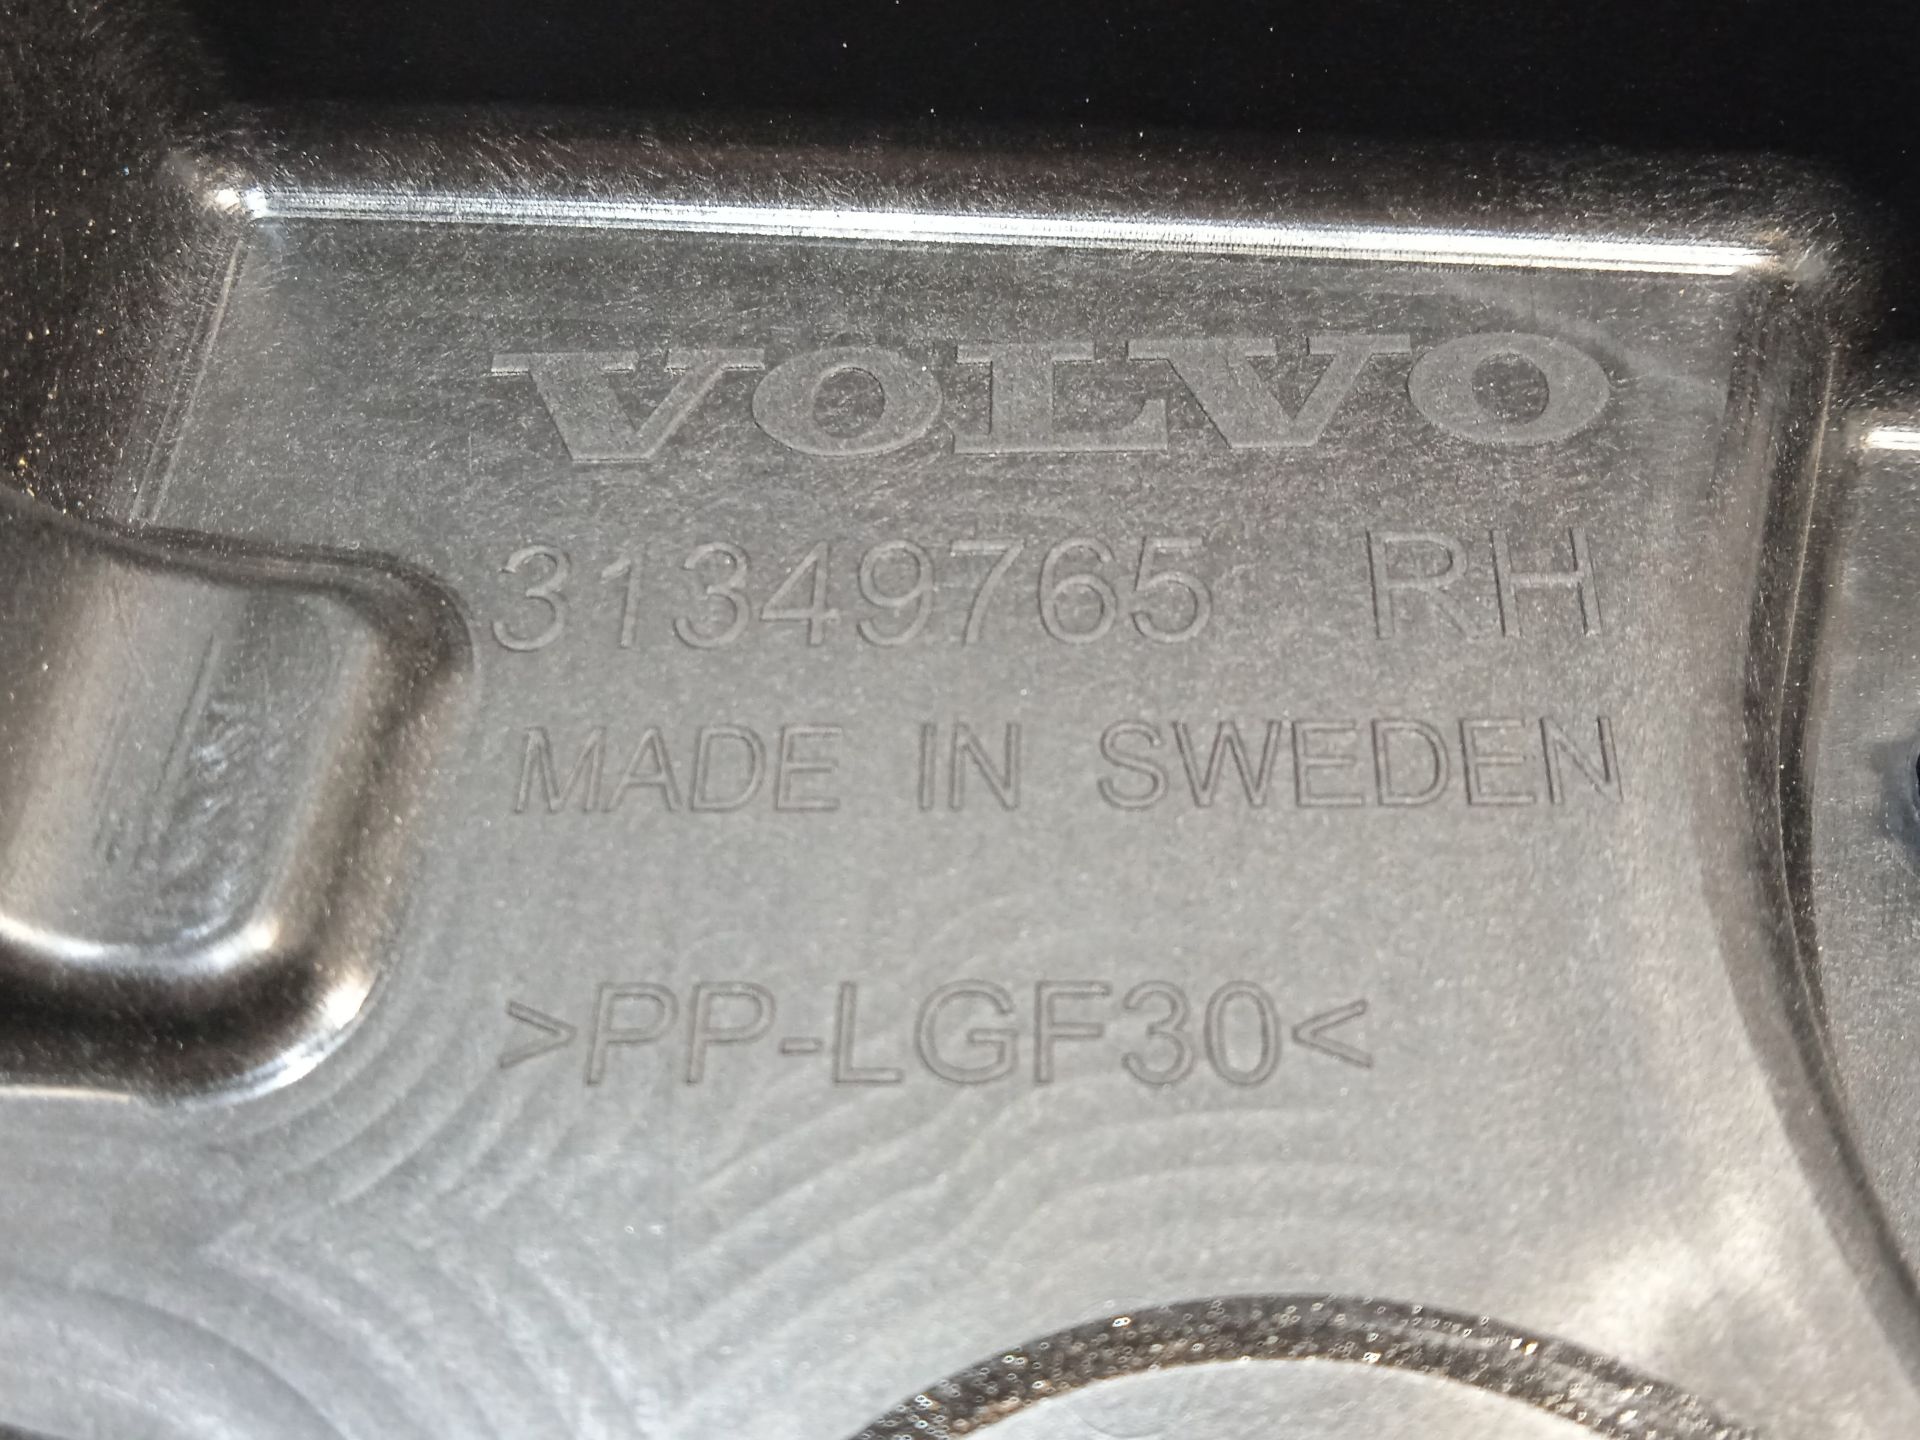 VOLVO
31349765 RH
MADE IN SWEDEN
>PP-LGF30<